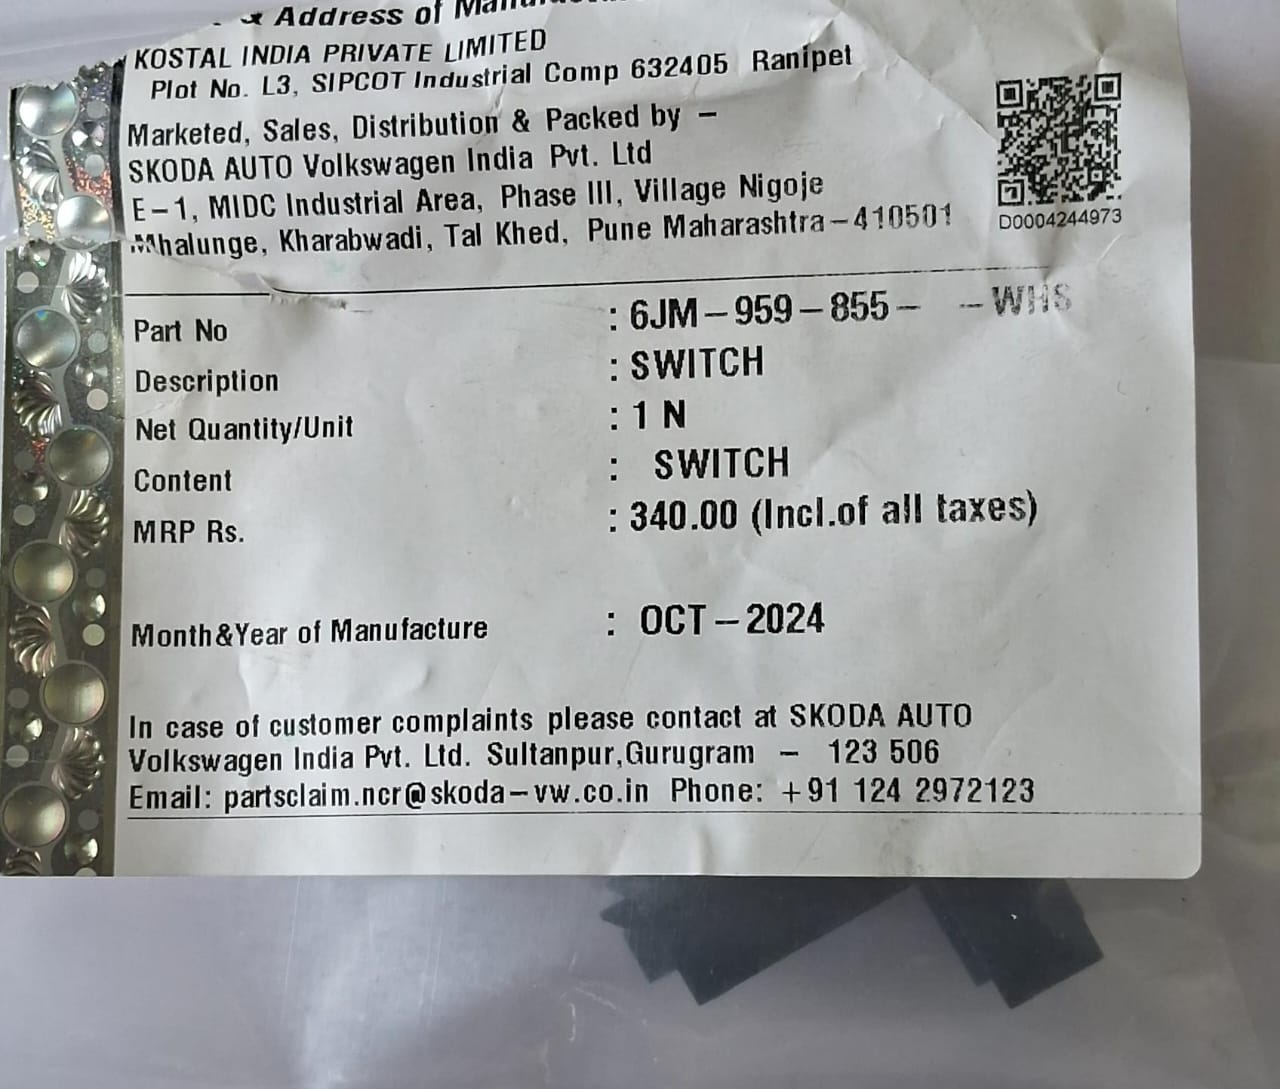 & Address of
KOSTAL INDIA PRIVATE LIMITED
Plot No. L3, SIPCOT Industrial Comp 632405 Ranipet
Marketed, Sales, Distribution & Packed by -
SKODA AUTO Volkswagen India Pvt. Ltd
E-1, MIDC Industrial Area, Phase III, Village Nigoje
Mhalunge, Kharabwadi, Tal Khed, Pune Maharashtra-410501
D0004244973
Part No : 6JM-959-855- -WHS
Description : SWITCH
Net Quantity/Unit : 1 N
Content : SWITCH
MRP Rs. : 340.00 (Incl.of all taxes)
Month&Year of Manufacture : OCT-2024
In case of customer complaints please contact at SKODA AUTO
Volkswagen India Pvt. Ltd. Sultanpur,Gurugram - 123 506
Email: partsclaim.ncr@skoda-vw.co.in Phone: +91 124 2972123